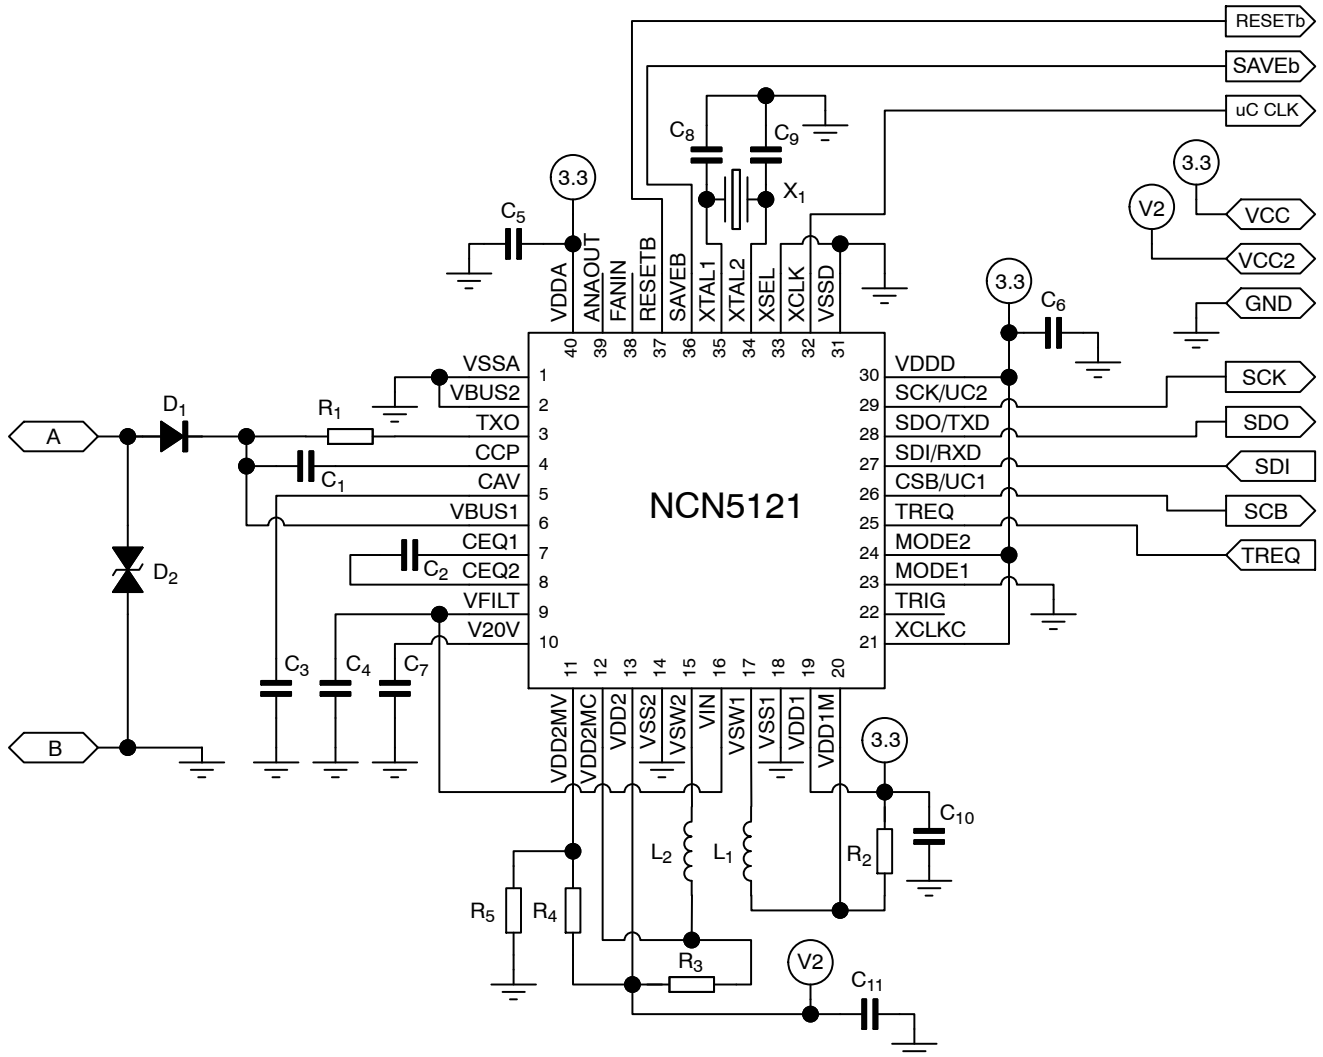 RESETb
SAVEb
uC CLK
C8
C9
X1
3.3
C5
3.3
V2
VCC
VCC2
GND
3.3
C6
VDDA
ANAOUT
FANIN
RESETB
SAVEB
XTAL1
XTAL2
XSEL
XCLK
VSSD
40
39
38
37
36
35
34
33
32
31
VSSA 1
VBUS2 2
TXO 3
CCP 4
CAV 5
VBUS1 6
CEQ1 7
CEQ2 8
VFILT 9
V20V 10
NCN5121
30 VDDD
29 SCK/UC2
28 SDO/TXD
27 SDI/RXD
26 CSB/UC1
25 TREQ
24 MODE2
23 MODE1
22 TRIG
21 XCLKC
SCK
SDO
SDI
SCB
TREQ
A
D1
R1
C1
D2
C2
C3
C4
C7
B
11
12
13
14
15
16
17
18
19
20
VDD2MV
VDD2MC
VDD2
VSS2
VSW2
VIN
VSW1
VSS1
VDD1
VDD1M
3.3
C10
L2
L1
R2
R5
R4
R3
V2
C11